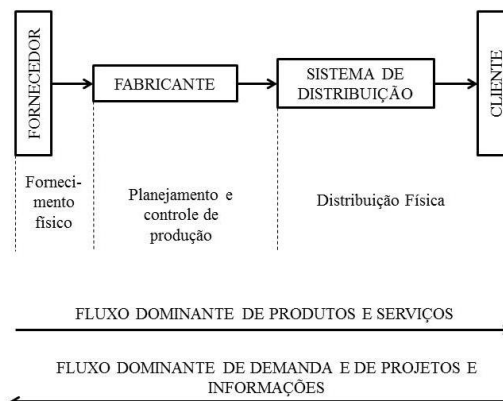 FORNECEDOR
FABRICANTE
SISTEMA DE
DISTRIBUIÇÃO
CLIENTE
Forneci-
mento
físico
Planejamento e
controle de
produção
Distribuição Física
FLUXO DOMINANTE DE PRODUTOS E SERVIÇOS
FLUXO DOMINANTE DE DEMANDA E DE PROJETOS E
INFORMAÇÕES